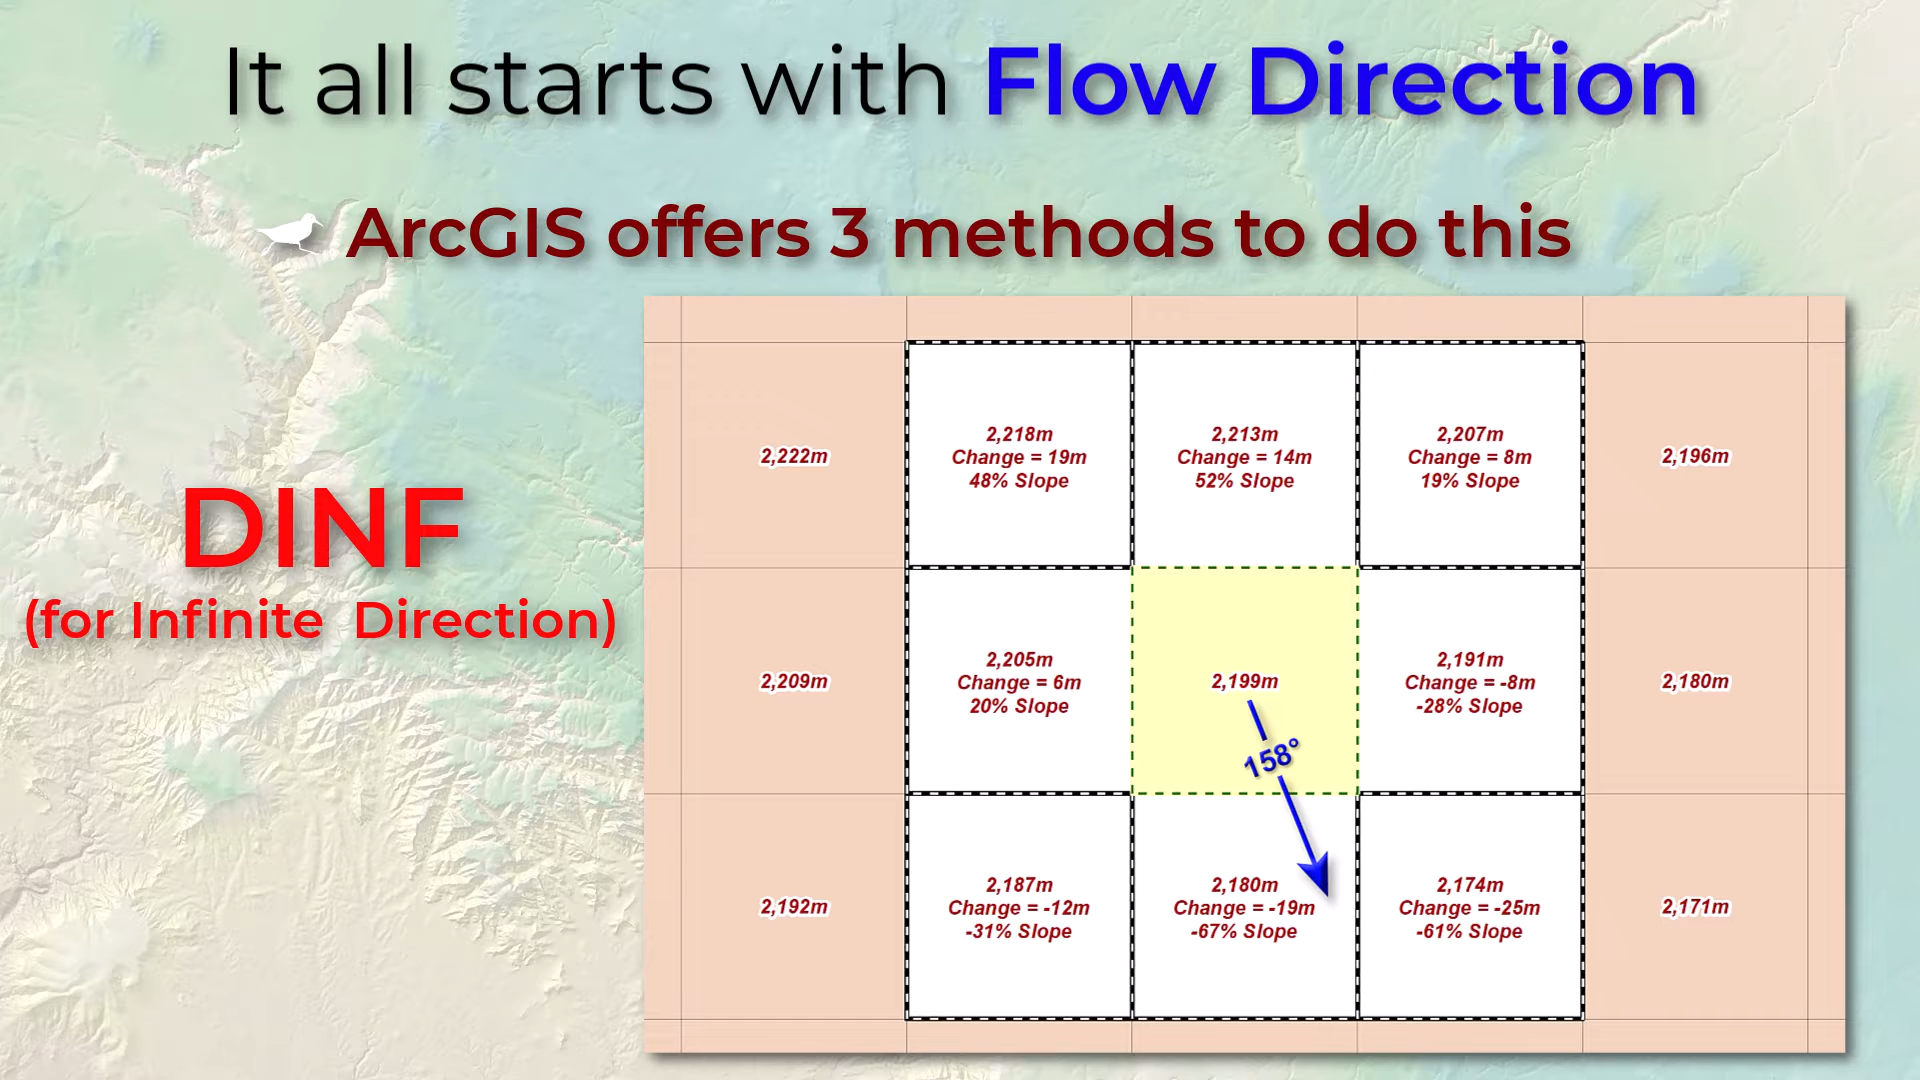 It all starts with Flow Direction
ArcGIS offers 3 methods to do this
DINF
(for Infinite Direction)
2,222m
2,218m
Change = 19m
48% Slope
2,213m
Change = 14m
52% Slope
2,207m
Change = 8m
19% Slope
2,196m
2,209m
2,205m
Change = 6m
20% Slope
2,199m
158°
2,191m
Change = -8m
-28% Slope
2,180m
2,192m
2,187m
Change = -12m
-31% Slope
2,180m
Change = -19m
-67% Slope
2,174m
Change = -25m
-61% Slope
2,171m